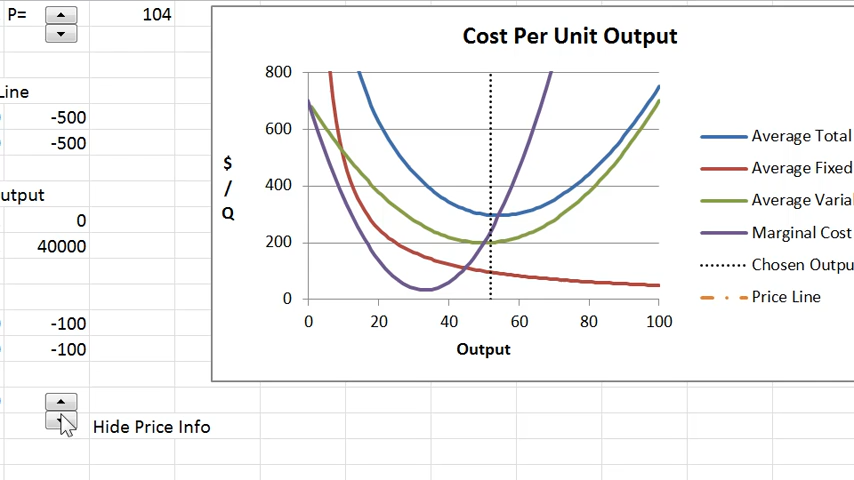 P= 104
Cost Per Unit Output
Line
-500
-500
utput
0
40000
-100
-100
Hide Price Info
$
/
Q
800
600
400
200
0
0 20 40 60 80 100
Output
Average Total
Average Fixed
Average Varia
Marginal Cost
Chosen Outpu
Price Line